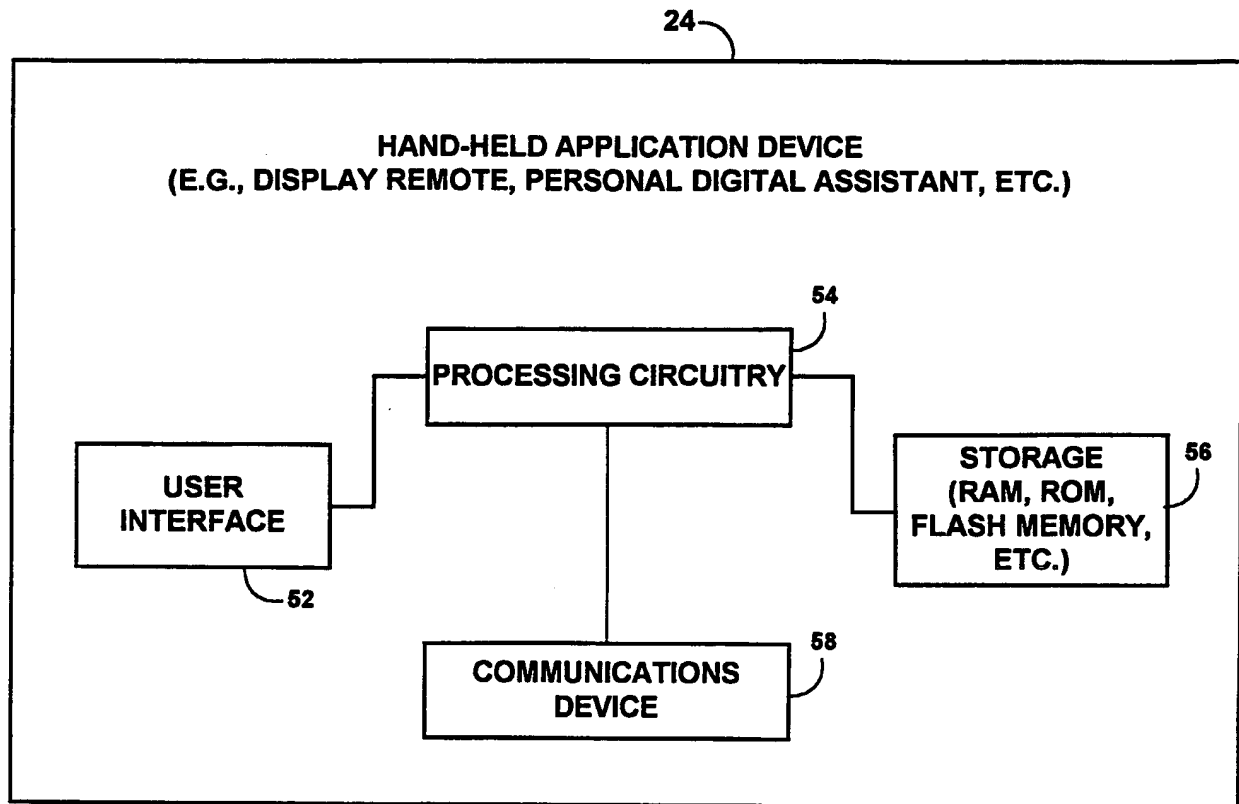 24
HAND-HELD APPLICATION DEVICE
(E.G., DISPLAY REMOTE, PERSONAL DIGITAL ASSISTANT, ETC.)
54
PROCESSING CIRCUITRY
USER
INTERFACE
52
STORAGE
(RAM, ROM,
FLASH MEMORY,
ETC.)
56
COMMUNICATIONS
DEVICE
58